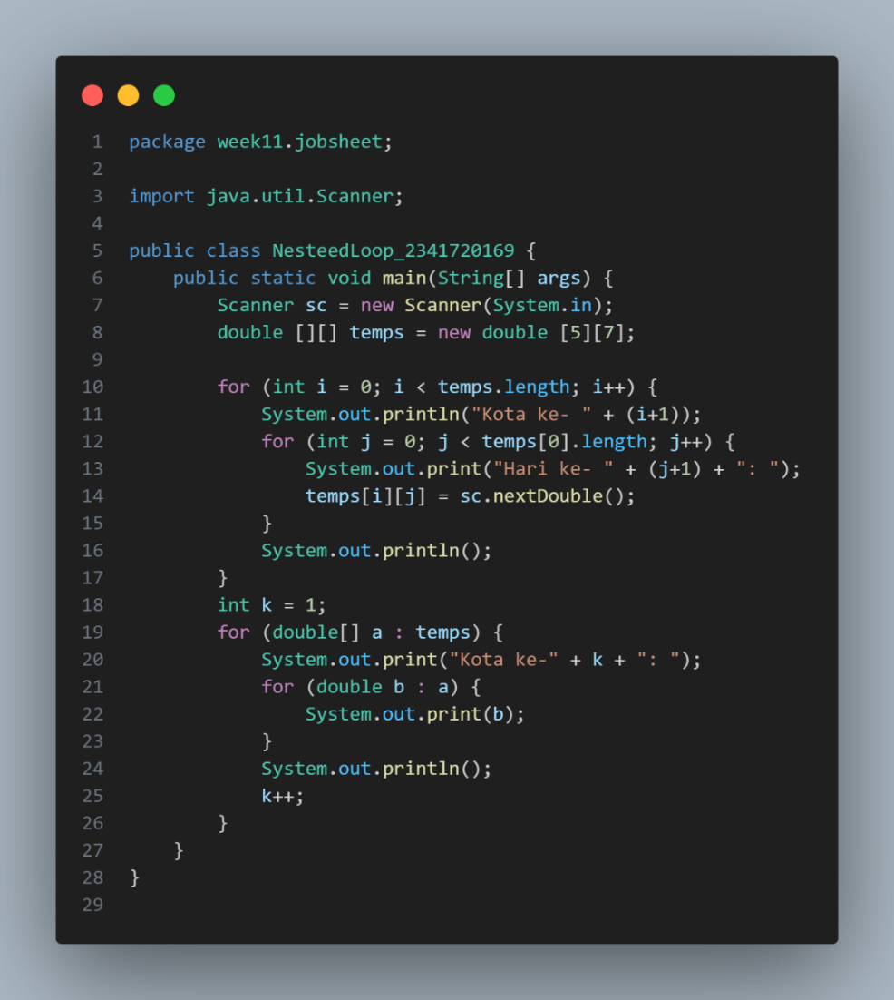 1 package week11.jobsheet;
2
3 import java.util.Scanner;
4
5 public class NesteedLoop_2341720169 {
6     public static void main(String[] args) {
7         Scanner sc = new Scanner(System.in);
8         double [][] temps = new double [5][7];
9
10         for (int i = 0; i < temps.length; i++) {
11             System.out.println("Kota ke- " + (i+1));
12             for (int j = 0; j < temps[0].length; j++) {
13                 System.out.print("Hari ke- " + (j+1) + ": ");
14                 temps[i][j] = sc.nextDouble();
15             }
16             System.out.println();
17         }
18         int k = 1;
19         for (double[] a : temps) {
20             System.out.print("Kota ke-" + k + ": ");
21             for (double b : a) {
22                 System.out.print(b);
23             }
24             System.out.println();
25             k++;
26         }
27     }
28 }
29